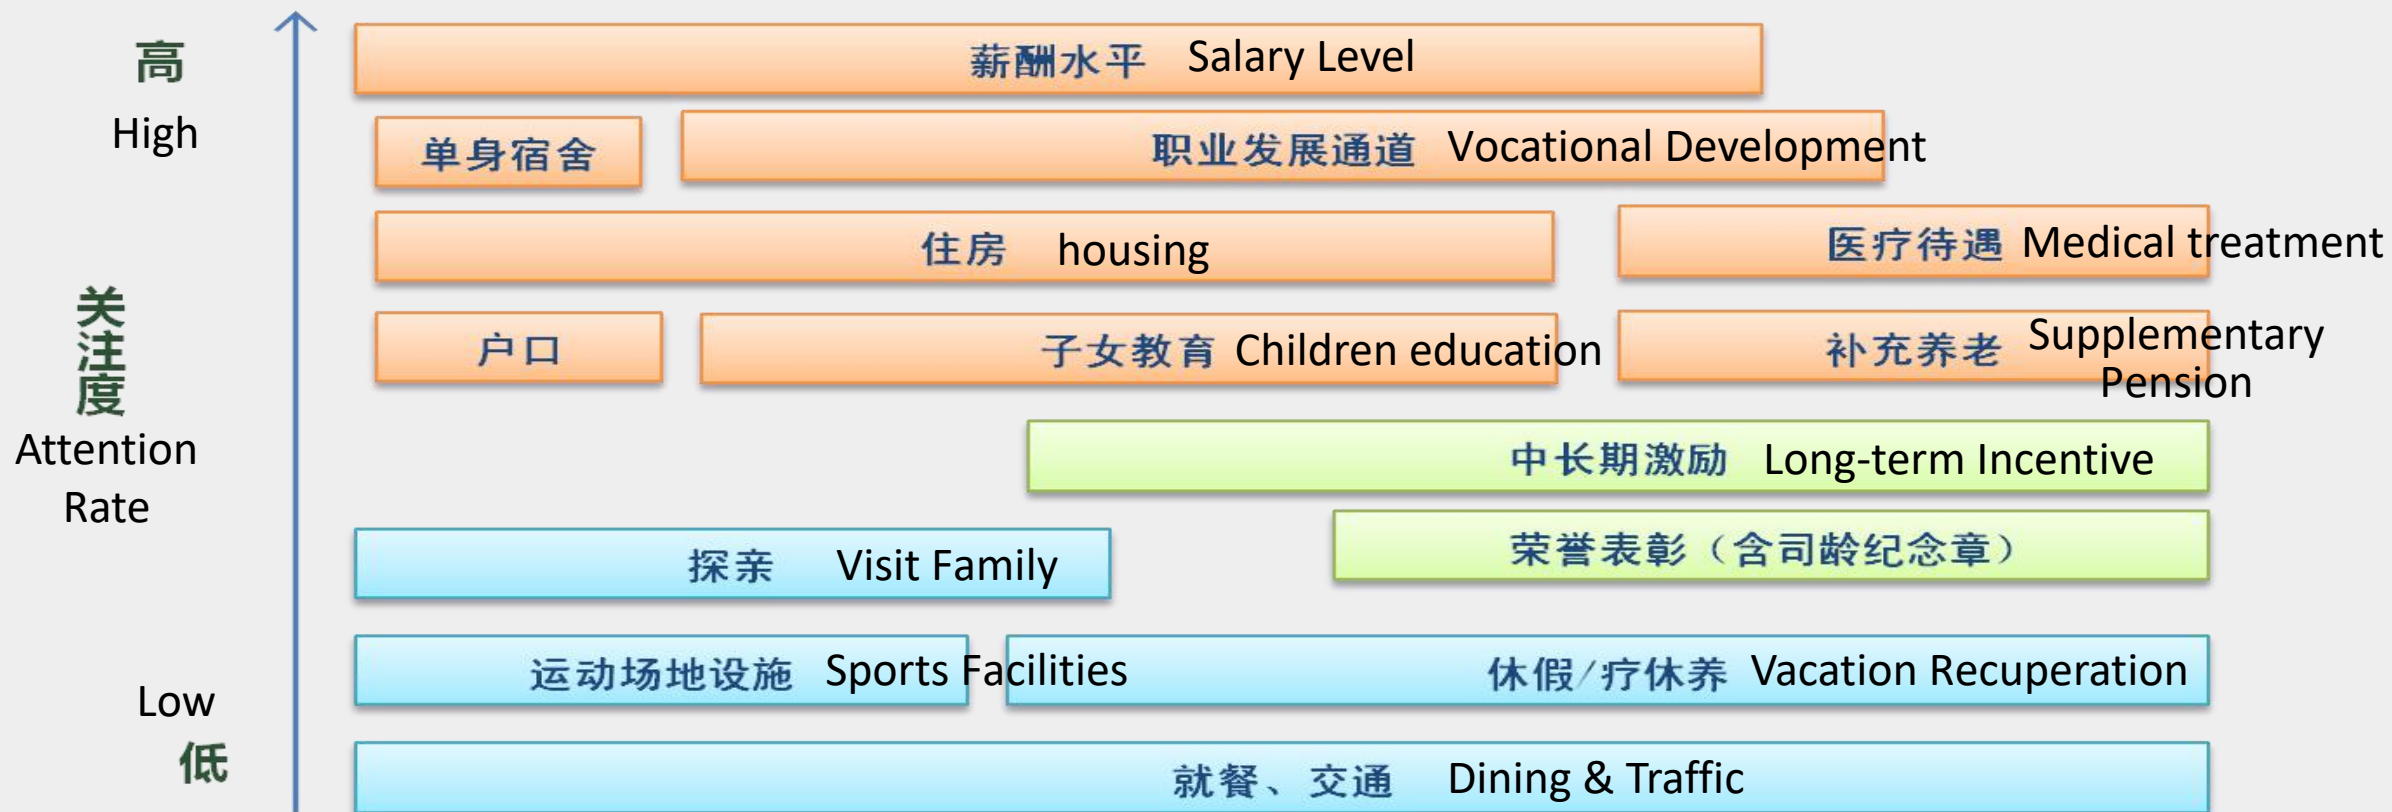 高
High
薪酬水平 Salary Level
单身宿舍
职业发展通道 Vocational Development
住房 housing
医疗待遇 Medical treatment
关注度
Attention
Rate
户口
子女教育 Children education
补充养老 Supplementary
Pension
中长期激励 Long-term Incentive
荣誉表彰（含司龄纪念章）
探亲 Visit Family
运动场地设施 Sports Facilities
休假/疗休养 Vacation Recuperation
Low
低
就餐、交通 Dining & Traffic